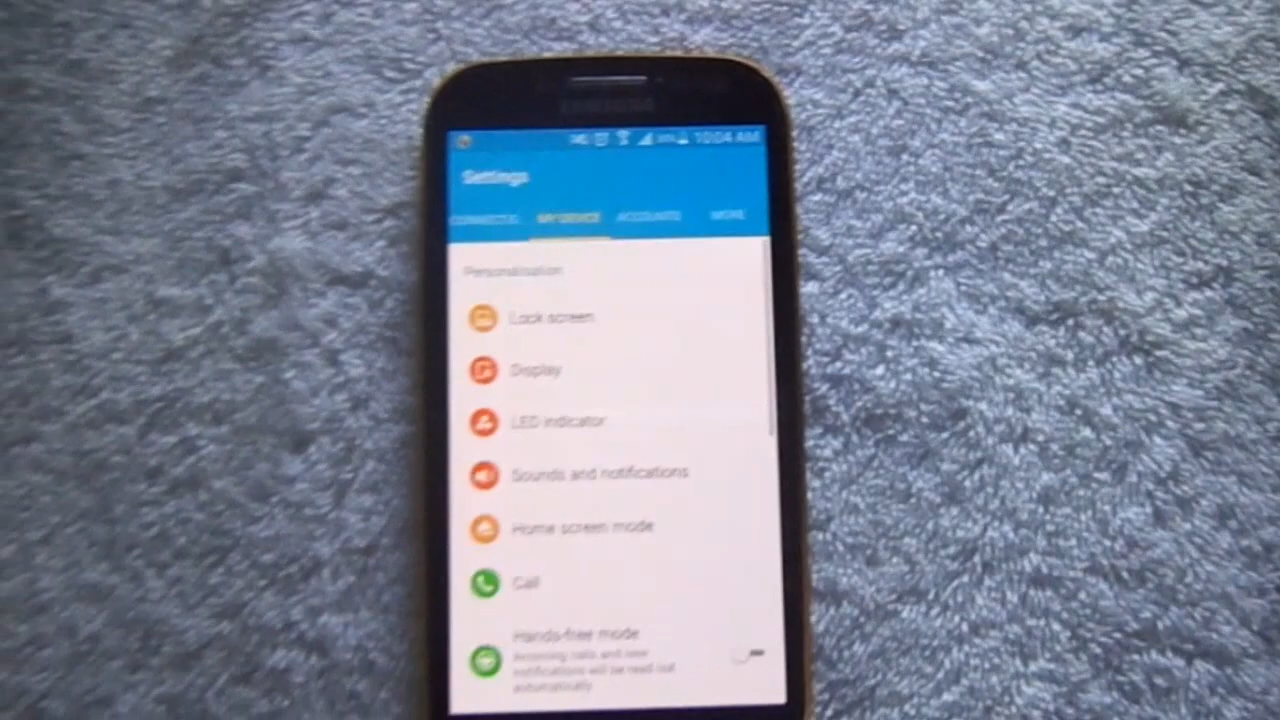 SAMSUNG
10:04 AM
Settings
CONNECTIO MY DEVICE ACCOUNTS MORE
Personalisation
Lock screen
Display
LED indicator
Sounds and notifications
Home screen mode
Call
Hands-free mode
Incoming calls and new
notifications will be read out
automatically.